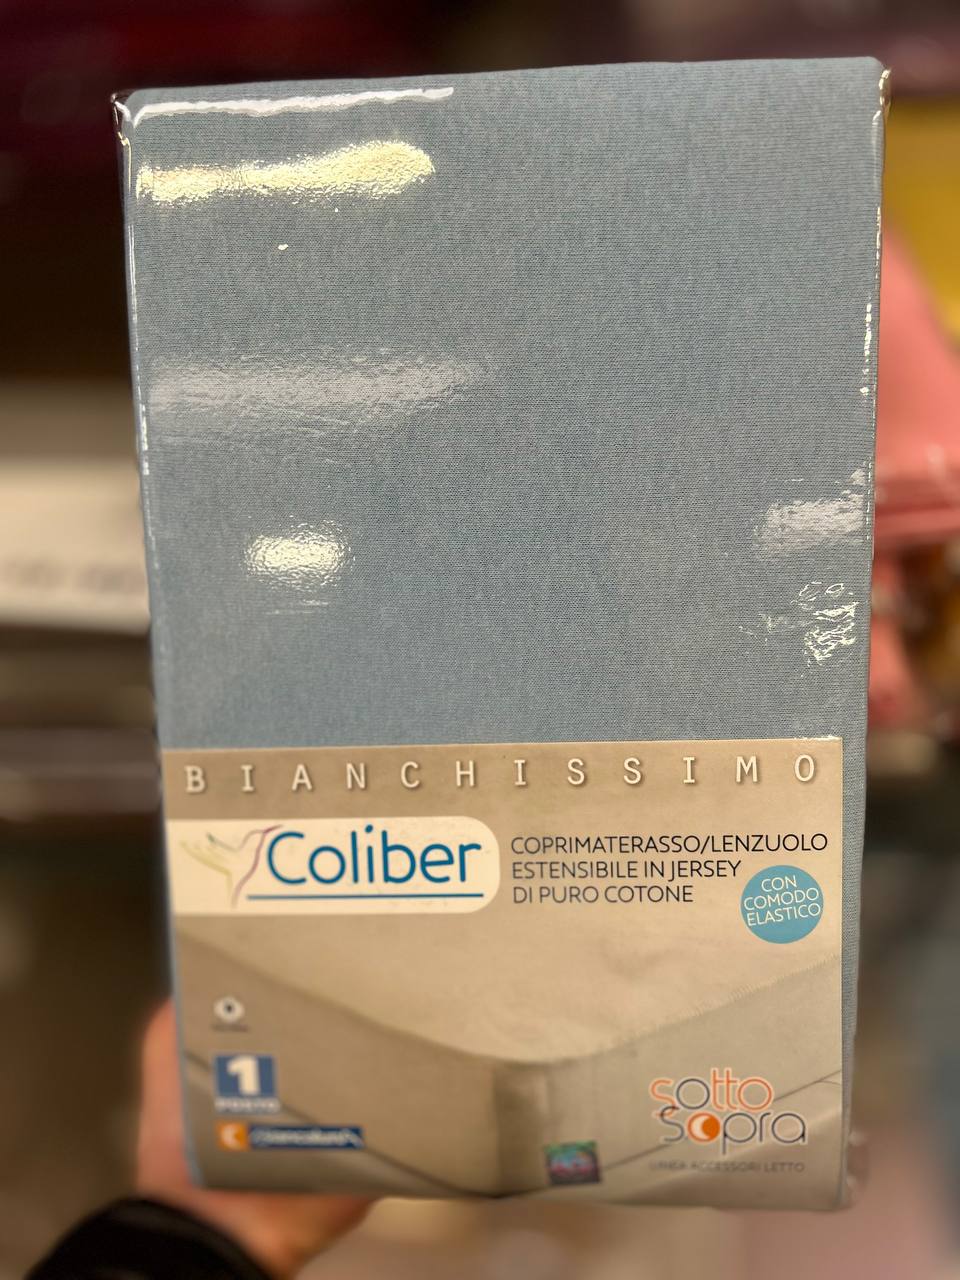 BIANCHISSIMO
Coliber
COPRIMATERASSO/LENZUOLO
ESTENSIBILE IN JERSEY
DI PURO COTONE
CON
COMODO
ELASTICO
1
POSTO
sotto
sopra
LINEA ACCESSORI LETTO